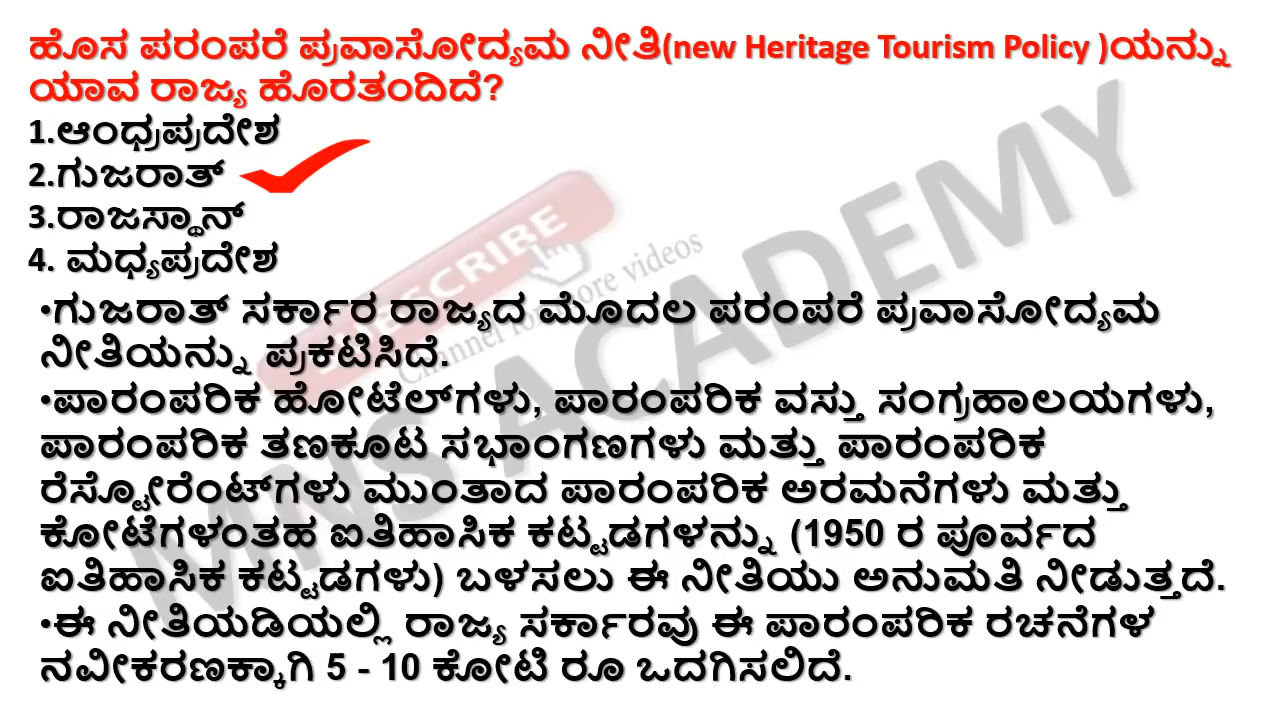 ಹೊಸ ಪರಂಪರೆ ಪ್ರವಾಸೋದ್ಯಮ ನೀತಿ(new Heritage Tourism Policy )ಯನ್ನು
ಯಾವ ರಾಜ್ಯ ಹೊರತಂದಿದೆ?
1.ಆಂಧ್ರಪ್ರದೇಶ
2.ಗುಜರಾತ್
3.ರಾಜಸ್ಥಾನ್
4. ಮಧ್ಯಪ್ರದೇಶ
•ಗುಜರಾತ್ ಸರ್ಕಾರ ರಾಜ್ಯದ ಮೊದಲ ಪರಂಪರೆ ಪ್ರವಾಸೋದ್ಯಮ
ನೀತಿಯನ್ನು ಪ್ರಕಟಿಸಿದೆ.
•ಪಾರಂಪರಿಕ ಹೋಟೆಲ್‌ಗಳು, ಪಾರಂಪರಿಕ ವಸ್ತು ಸಂಗ್ರಹಾಲಯಗಳು,
ಪಾರಂಪರಿಕ ತಣಕೂಟ ಸಭಾಂಗಣಗಳು ಮತ್ತು ಪಾರಂಪರಿಕ
ರೆಸ್ಟೋರೆಂಟ್‌ಗಳು ಮುಂತಾದ ಪಾರಂಪರಿಕ ಅರಮನೆಗಳು ಮತ್ತು
ಕೋಟೆಗಳಂತಹ ಐತಿಹಾಸಿಕ ಕಟ್ಟಡಗಳನ್ನು (1950 ರ ಪೂರ್ವದ
ಐತಿಹಾಸಿಕ ಕಟ್ಟಡಗಳು) ಬಳಸಲು ಈ ನೀತಿಯು ಅನುಮತಿ ನೀಡುತ್ತದೆ.
•ಈ ನೀತಿಯಡಿಯಲ್ಲಿ ರಾಜ್ಯ ಸರ್ಕಾರವು ಈ ಪಾರಂಪರಿಕ ರಚನೆಗಳ
ನವೀಕರಣಕ್ಕಾಗಿ 5 - 10 ಕೋಟಿ ರೂ ಒದಗಿಸಲಿದೆ.
MNS ACADEMY
Channel for more videos